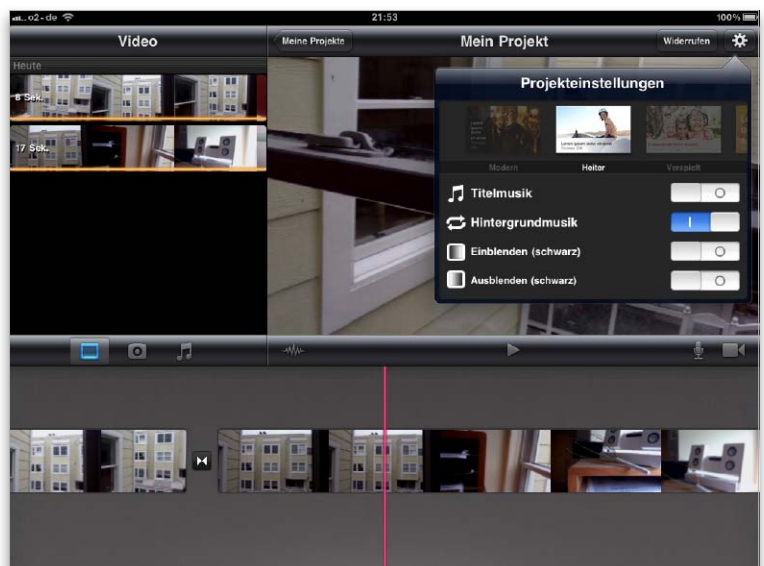 o2-de
21:53
100%
Video
Meine Projekte
Mein Projekt
Widerrufen
Heute
8 Sek.
17 Sek.
Projekteinstellungen
Modern
Heiter
Verspielt
Titelmusik
Hintergrundmusik
Einblenden (schwarz)
Ausblenden (schwarz)